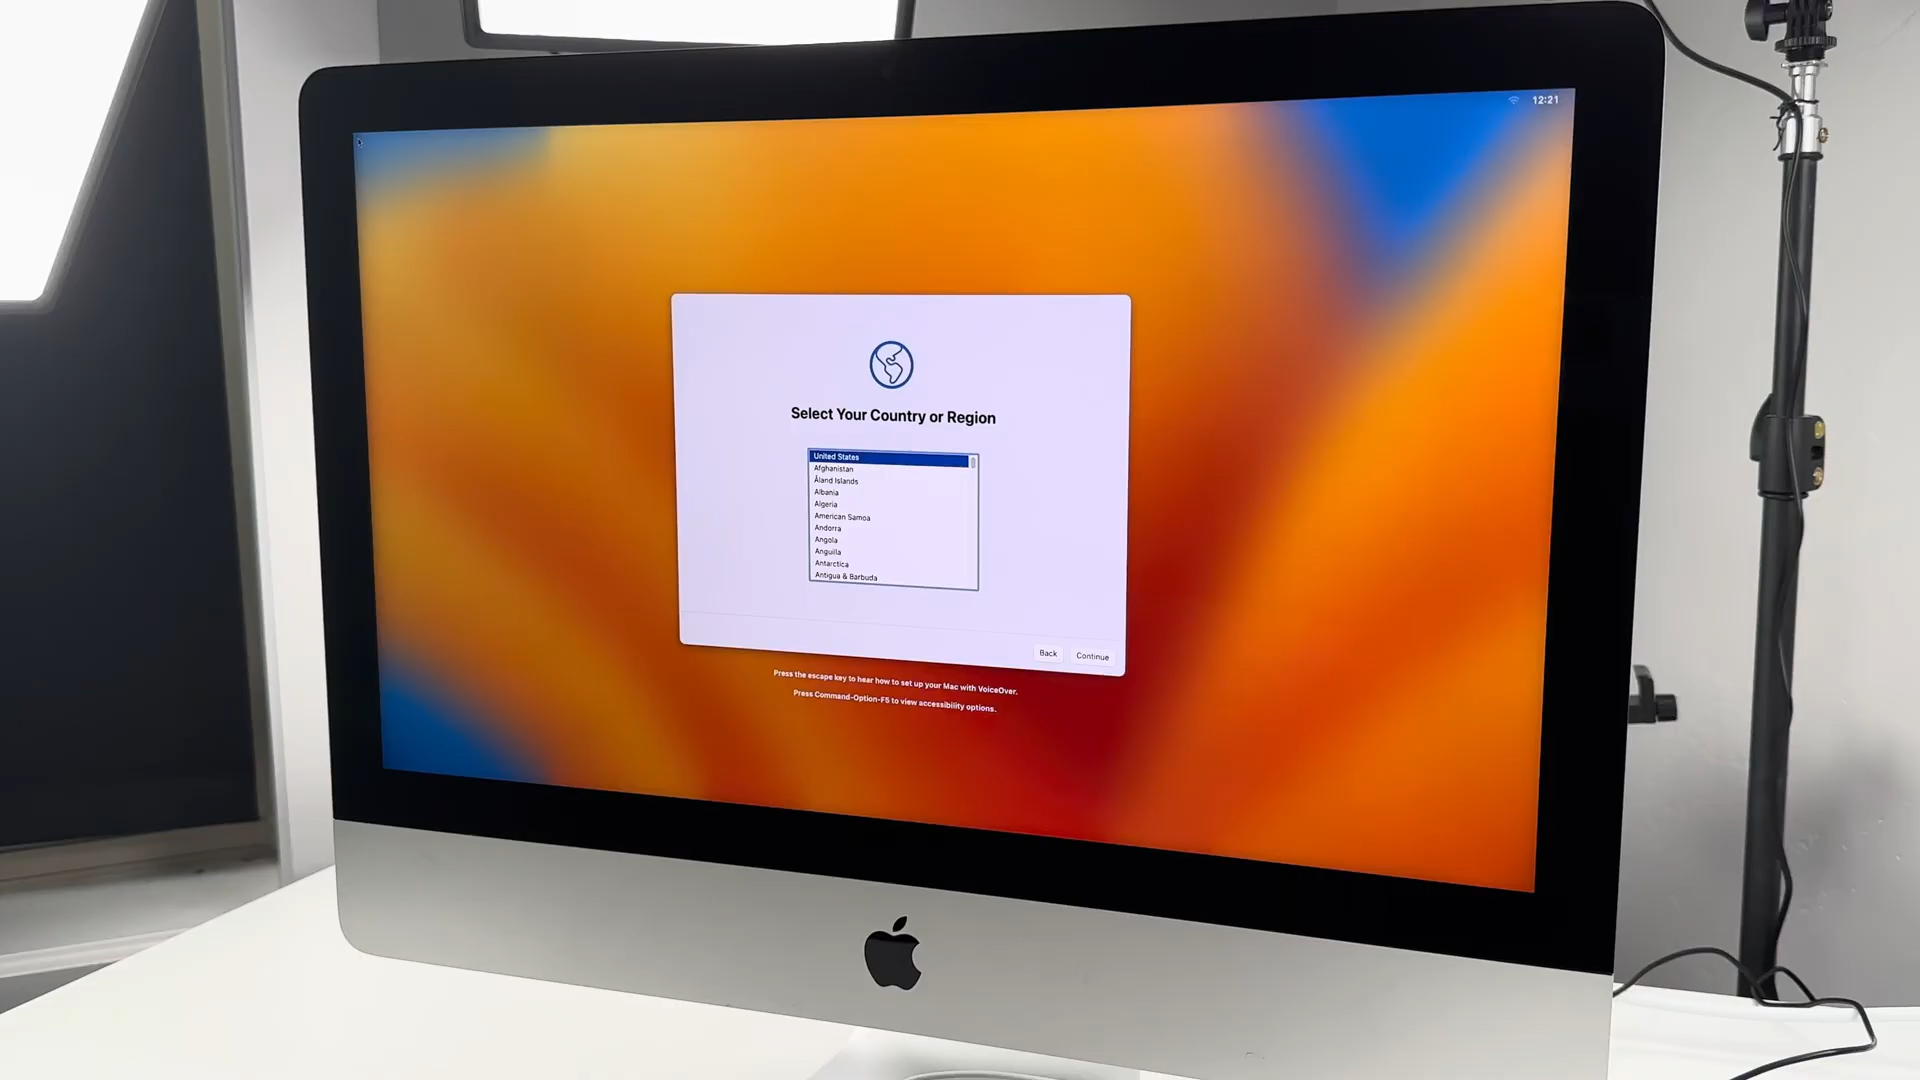 12:21
Select Your Country or Region
United States
Afghanistan
Åland Islands
Albania
Algeria
American Samoa
Andorra
Angola
Anguilla
Antarctica
Antigua & Barbuda
Back Continue
Press the escape key to hear how to set up your Mac with VoiceOver.
Press Command-Option-F5 to view accessibility options.